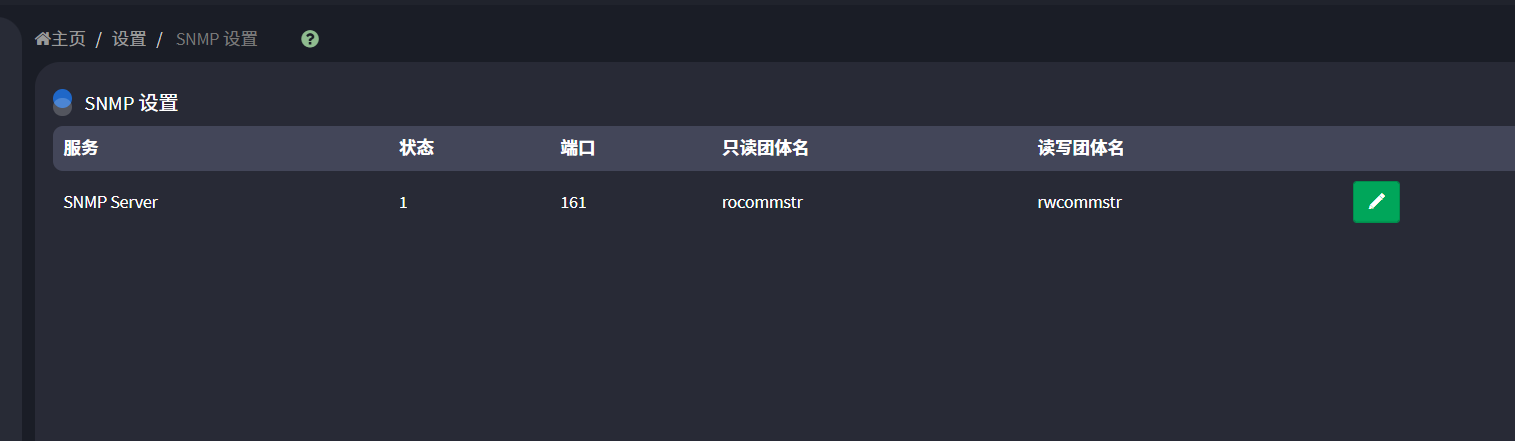 主页 / 设置 / SNMP 设置 ?
SNMP 设置
服务 状态 端口 只读团体名 读写团体名
SNMP Server 1 161 rocommstr rwcommstr